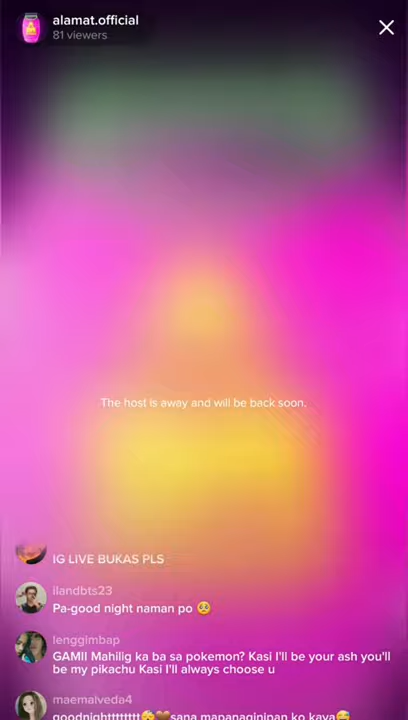 alamat.official
81 viewers
The host is away and will be back soon.
IG LIVE BUKAS PLS
ilandbts23
Pa-good night naman po 🥺
lenggimbap
GAMII Mahilig ka ba sa pokemon? Kasi I'll be your ash you'll
be my pikachu Kasi I'll always choose u
maemalveda4
goodnighttttttttt😴🤎sana mapanaginipan ko kaya😅